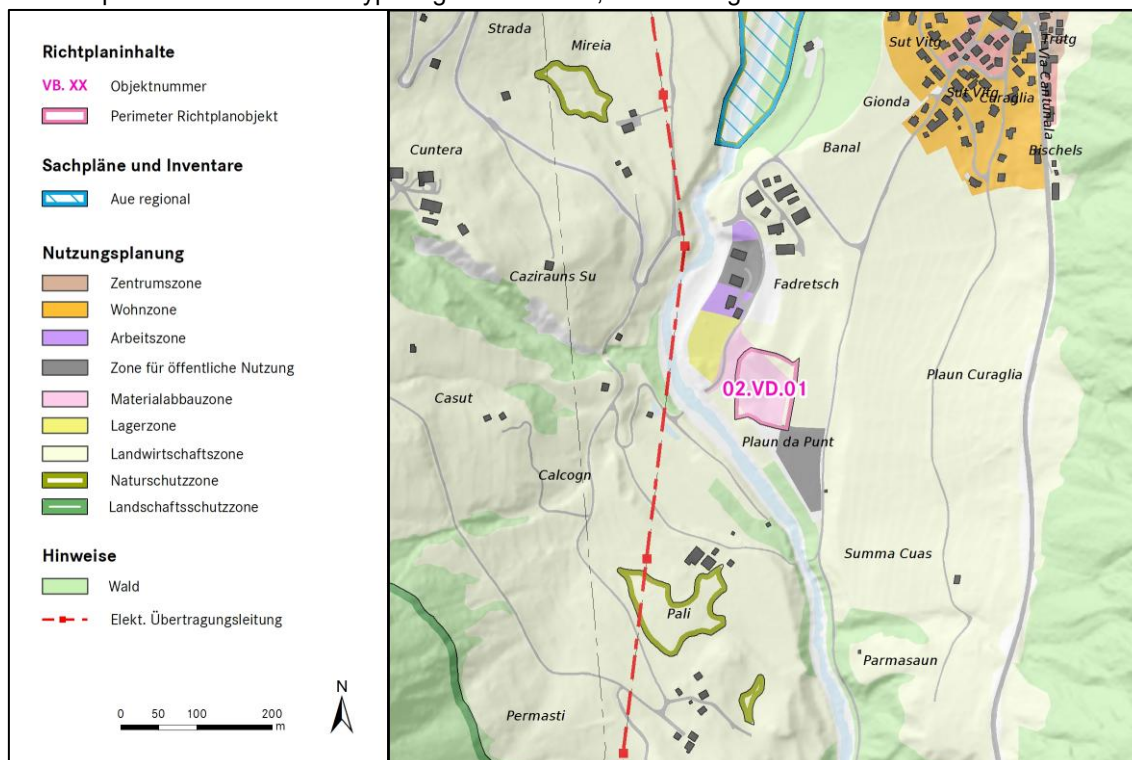 Richtplaninhalte
VB. XX Objektnummer
Perimeter Richtplanobjekt
Sachpläne und Inventare
Aue regional
Nutzungsplanung
Zentrumszone
Wohnzone
Arbeitszone
Zone für öffentliche Nutzung
Materialabbauzone
Lagerzone
Landwirtschaftszone
Naturschutzzone
Landschaftsschutzzone
Hinweise
Wald
Elekt. Übertragungsleitung
0 50 100 200
m
N
Strada
Mireia
Sut Vitg
Trutg
Via Cantunala
Sut Vitg
Curaglia
Gionda
Banal
Bischels
Cuntera
Cazirauns Su
Fadretsch
Plaun Curaglia
02.VD.01
Casut
Plaun da Punt
Calcogn
Summa Cuas
Pali
Parmasaun
Permasti